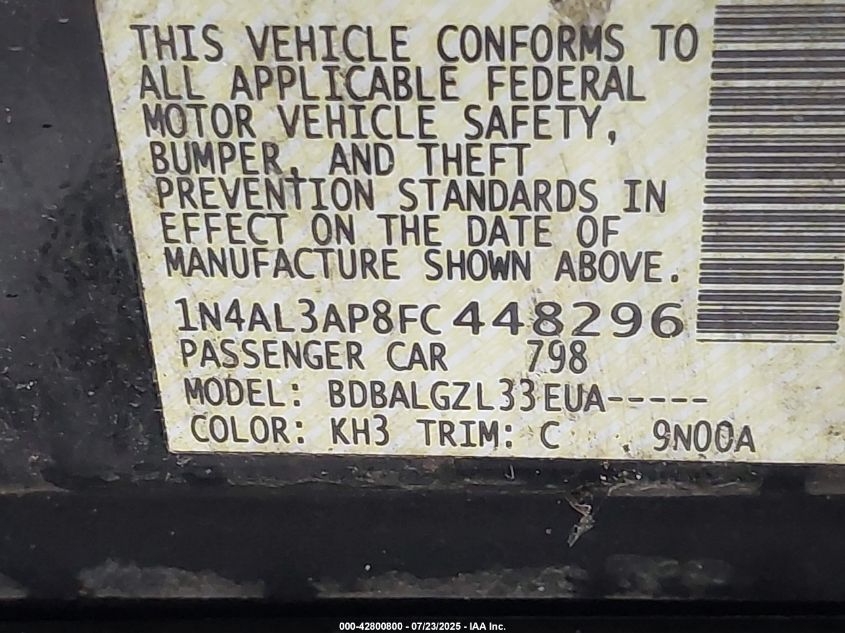 THIS VEHICLE CONFORMS TO
ALL APPLICABLE FEDERAL
MOTOR VEHICLE SAFETY,
BUMPER, AND THEFT
PREVENTION STANDARDS IN
EFFECT ON THE DATE OF
MANUFACTURE SHOWN ABOVE.
1N4AL3AP8FC448296
PASSENGER CAR 798
MODEL: BDBALGZL33EUA-----
COLOR: KH3 TRIM: C 9N00A
000-42800800 - 07/23/2025 - IAA Inc.